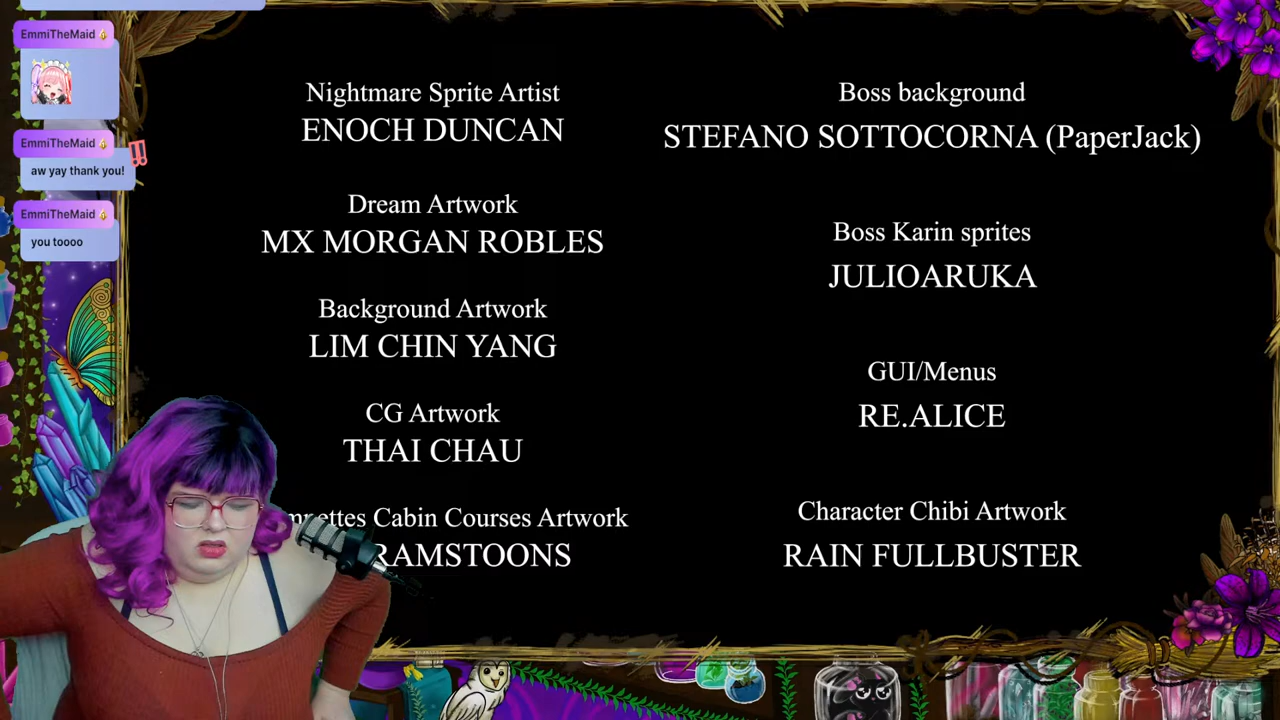 EmmiTheMaid
EmmiTheMaid
aw yay thank you!
EmmiTheMaid
you toooo
Nightmare Sprite Artist
ENOCH DUNCAN
Dream Artwork
MX MORGAN ROBLES
Background Artwork
LIM CHIN YANG
CG Artwork
THAI CHAU
Cabin Courses Artwork
Boss background
STEFANO SOTTOCORNA (PaperJack)
Boss Karin sprites
JULIOARUKA
GUI/Menus
RE.ALICE
Character Chibi Artwork
RAIN FULLBUSTER